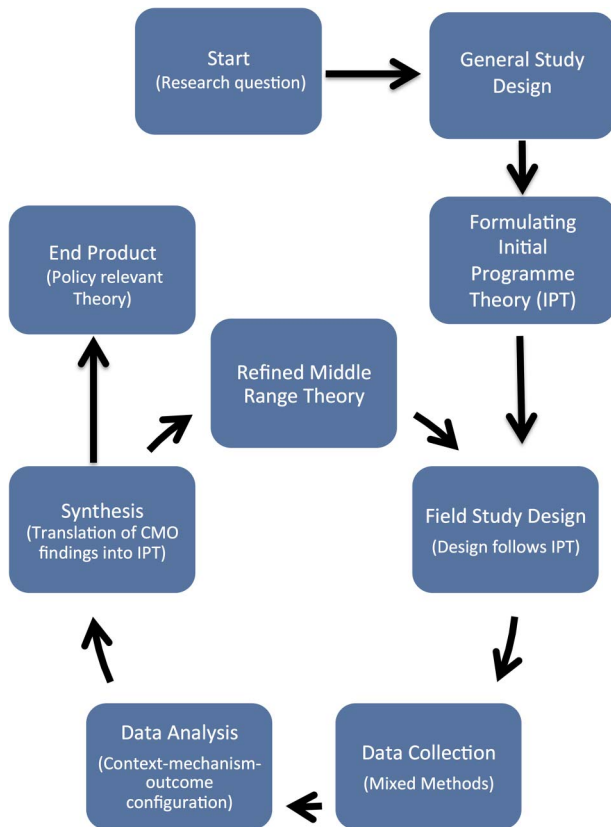 Start
(Research question)
General Study
Design
Formulating
Initial
Programme
Theory (IPT)
End Product
(Policy relevant
Theory)
Refined Middle
Range Theory
Synthesis
(Translation of CMO
findings into IPT)
Field Study Design
(Design follows IPT)
Data Analysis
(Context-mechanism-
outcome
configuration)
Data Collection
(Mixed Methods)